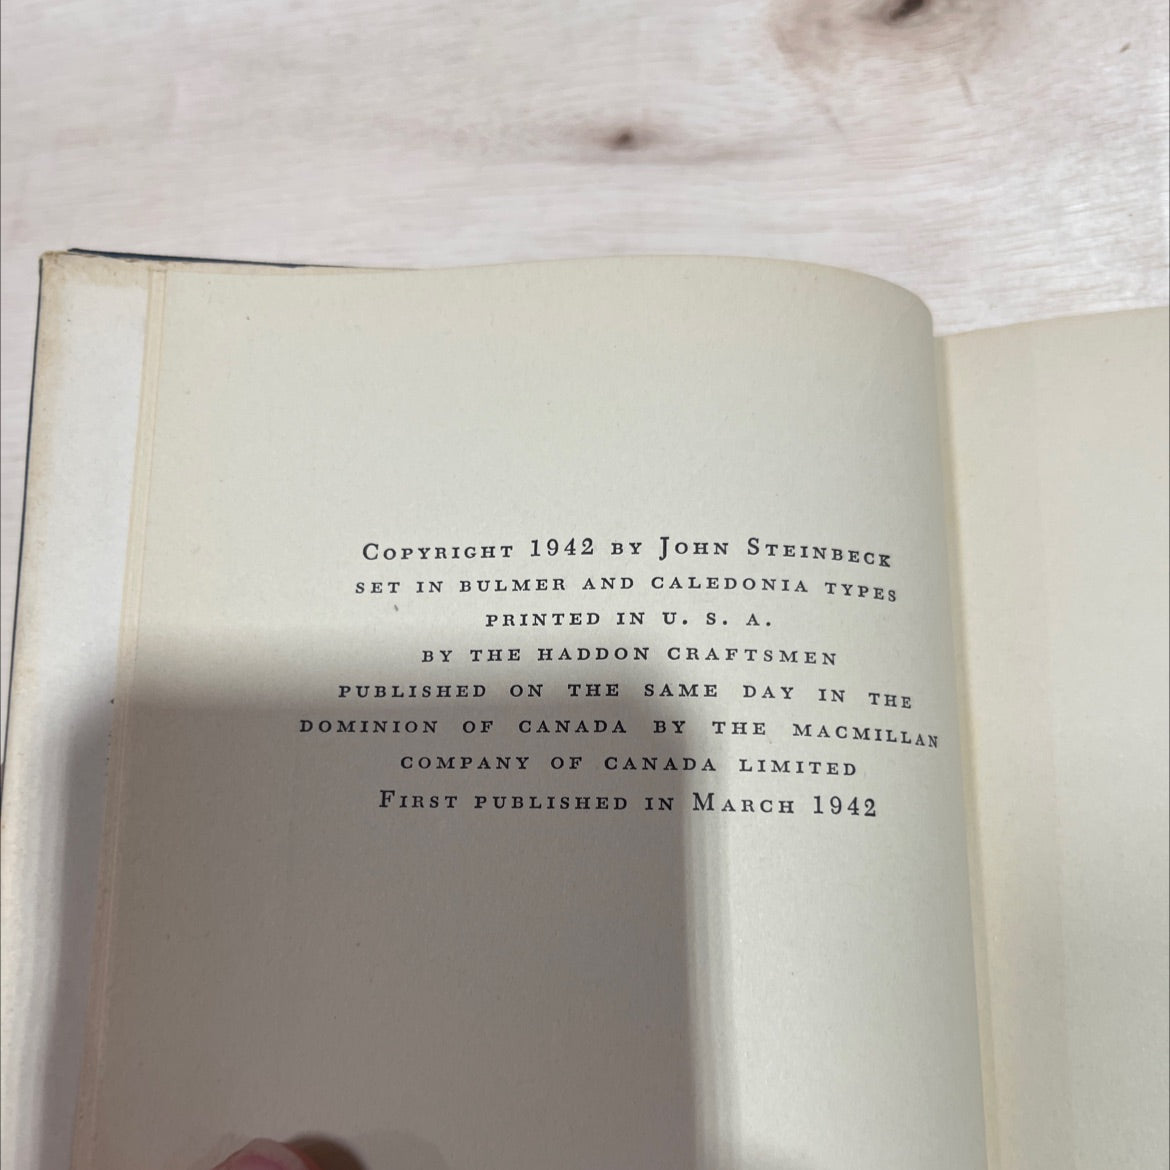 Copyright 1942 by John Steinbeck
set in bulmer and caledonia types
printed in U. S. A.
by the haddon craftsmen
published on the same day in the
dominion of canada by the macmillan
company of canada limited
First published in March 1942